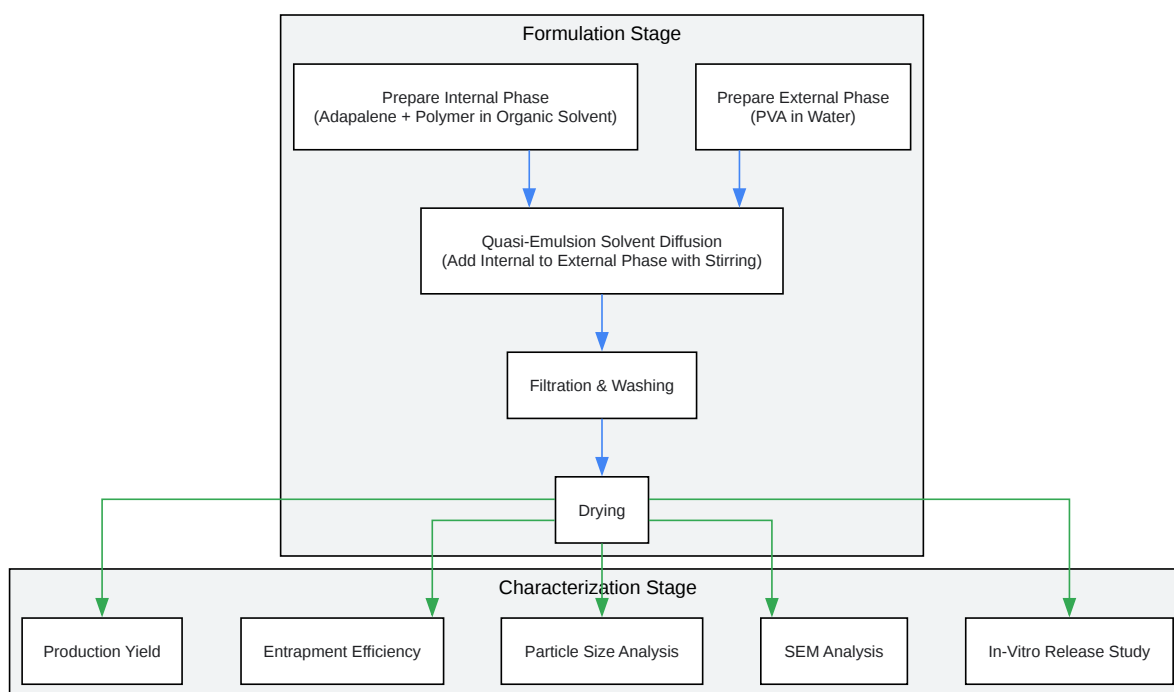 Formulation Stage
Prepare Internal Phase
(Adapalene + Polymer in Organic Solvent)
Prepare External Phase
(PVA in Water)
Quasi-Emulsion Solvent Diffusion
(Add Internal to External Phase with Stirring)
Filtration & Washing
Drying
Characterization Stage
Production Yield
Entrapment Efficiency
Particle Size Analysis
SEM Analysis
In-Vitro Release Study